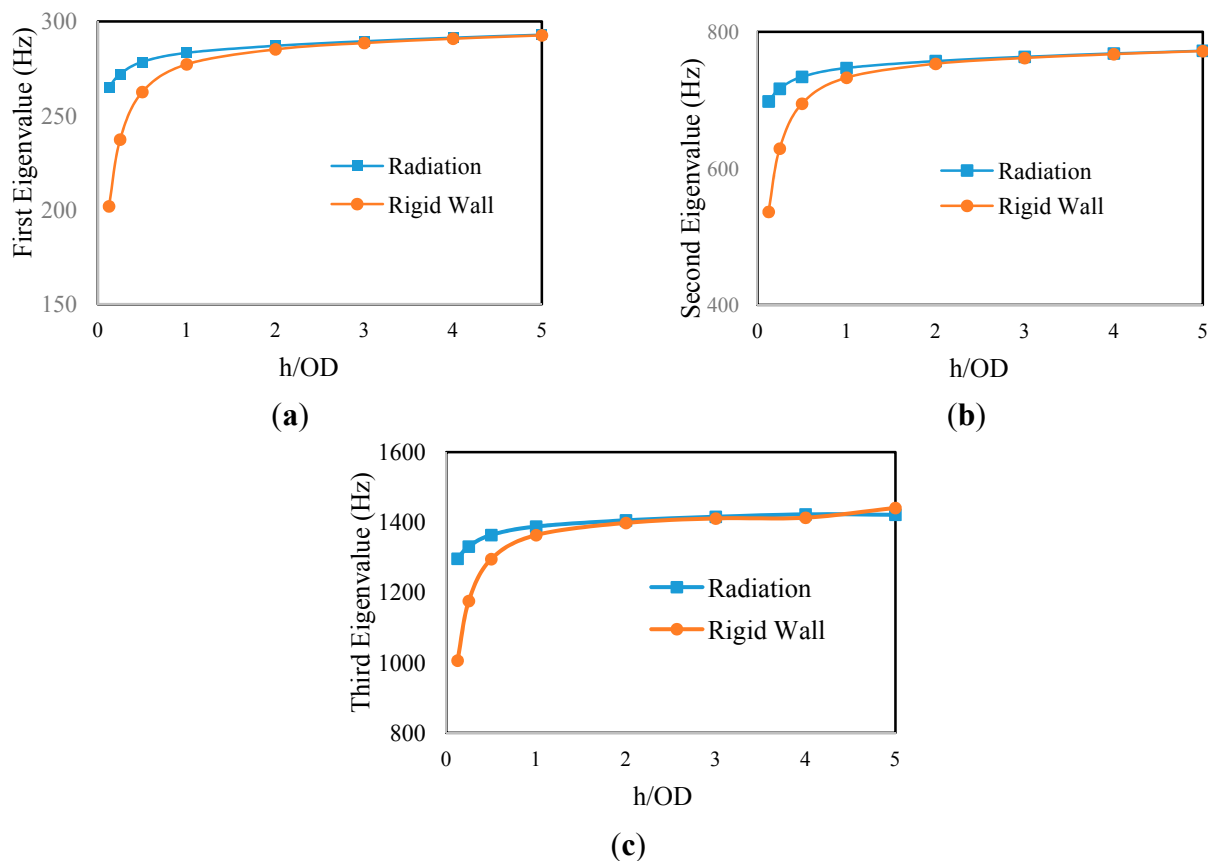 300
250
200
150
First Eigenvalue (Hz)
Radiation
Rigid Wall
0 1 2 3 4 5
h/OD
(a)
800
600
400
Second Eigenvalue (Hz)
Radiation
Rigid Wall
0 1 2 3 4 5
h/OD
(b)
1600
1400
1200
1000
800
Third Eigenvalue (Hz)
Radiation
Rigid Wall
0 1 2 3 4 5
h/OD
(c)